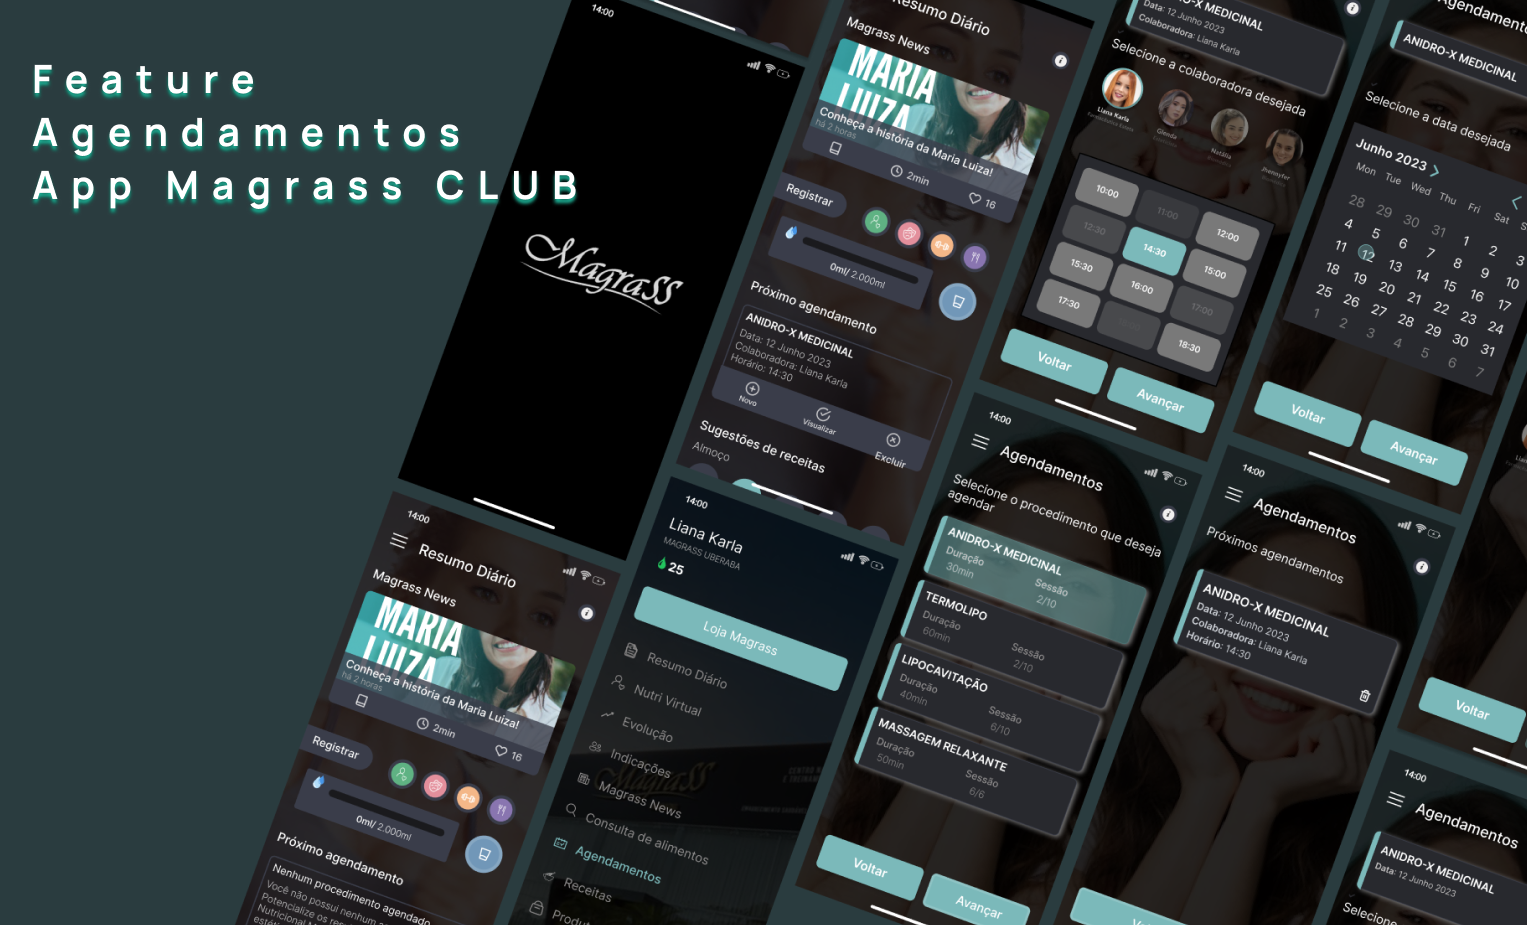 Feature
Agendamentos
App Magrass CLUB
14:00
Magrass
Resumo Diário
Magrass News
MARIA
LUIZA
Conheça a história da Maria Luiza!
há 2 horas
2min
16
Registrar
0ml/ 2.000ml
Próximo agendamento
ANIDRO-X MEDICINAL
Data: 12 Junho 2023
Colaboradora: Liana Karla
Horário: 14:30
Novo
Visualizar
Excluir
Sugestões de receitas
Almoço
ANIDRO-X MEDICINAL
Data: 12 Junho 2023
Colaboradora: Liana Karla
Selecione a colaboradora desejada
Liana Karla
Glenda
Natália
Jhennyfer
10:00
11:00
12:00
12:30
14:30
15:00
15:30
16:00
17:00
17:30
18:30
Voltar
Avançar
Agendamentos
ANIDRO-X MEDICINAL
Selecione a data desejada
Junho 2023
Mon Tue Wed Thu Fri Sat
28 29 30 31 1 2 3
4 5 6 7 8 9 10
11 12 13 14 15 16 17
18 19 20 21 22 23 24
25 26 27 28 29 30 31
1 2 3 4 5 6 7
Voltar
Avançar
14:00
Resumo Diário
Magrass News
MARIA
LUIZA
Conheça a história da Maria Luiza!
há 2 horas
2min
16
Registrar
0ml/ 2.000ml
Próximo agendamento
Nenhum procedimento agendado
Você não possui nenhum
Potencialize os
Nutricional
14:00
Liana Karla
MAGRASS UBERABA
25
Loja Magrass
Resumo Diário
Nutri Virtual
Evolução
Indicações
Magrass News
Consulta de alimentos
Agendamentos
Receitas
Magrass
14:00
Agendamentos
Selecione o procedimento que deseja
agendar
ANIDRO-X MEDICINAL
Duração
30min
Sessão
2/10
TERMOLIPO
Duração
60min
Sessão
2/10
LIPOCAVITAÇÃO
Duração
40min
Sessão
6/10
MASSAGEM RELAXANTE
Duração
50min
Sessão
6/6
Voltar
Avançar
14:00
Agendamentos
Próximos agendamentos
ANIDRO-X MEDICINAL
Data: 12 Junho 2023
Colaboradora: Liana Karla
Horário: 14:30
Voltar
14:00
Agendamentos
ANIDRO-X MEDICINAL
Data: 12 Junho 2023
Selecione